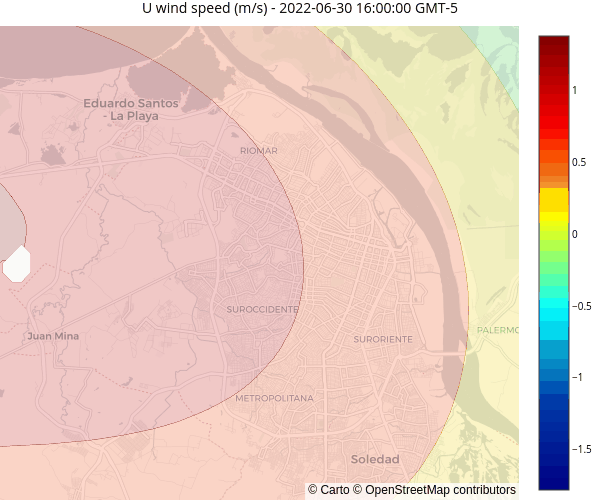 U wind speed (m/s) - 2022-06-30 16:00:00 GMT-5
Eduardo Santos
- La Playa
RIOMAR
SUROCCIDENTE
Juan Mina
SURORIENTE
PALERMO
METROPOLITANA
Soledad
© Carto © OpenStreetMap contributors
1
0.5
0
−0.5
−1
−1.5